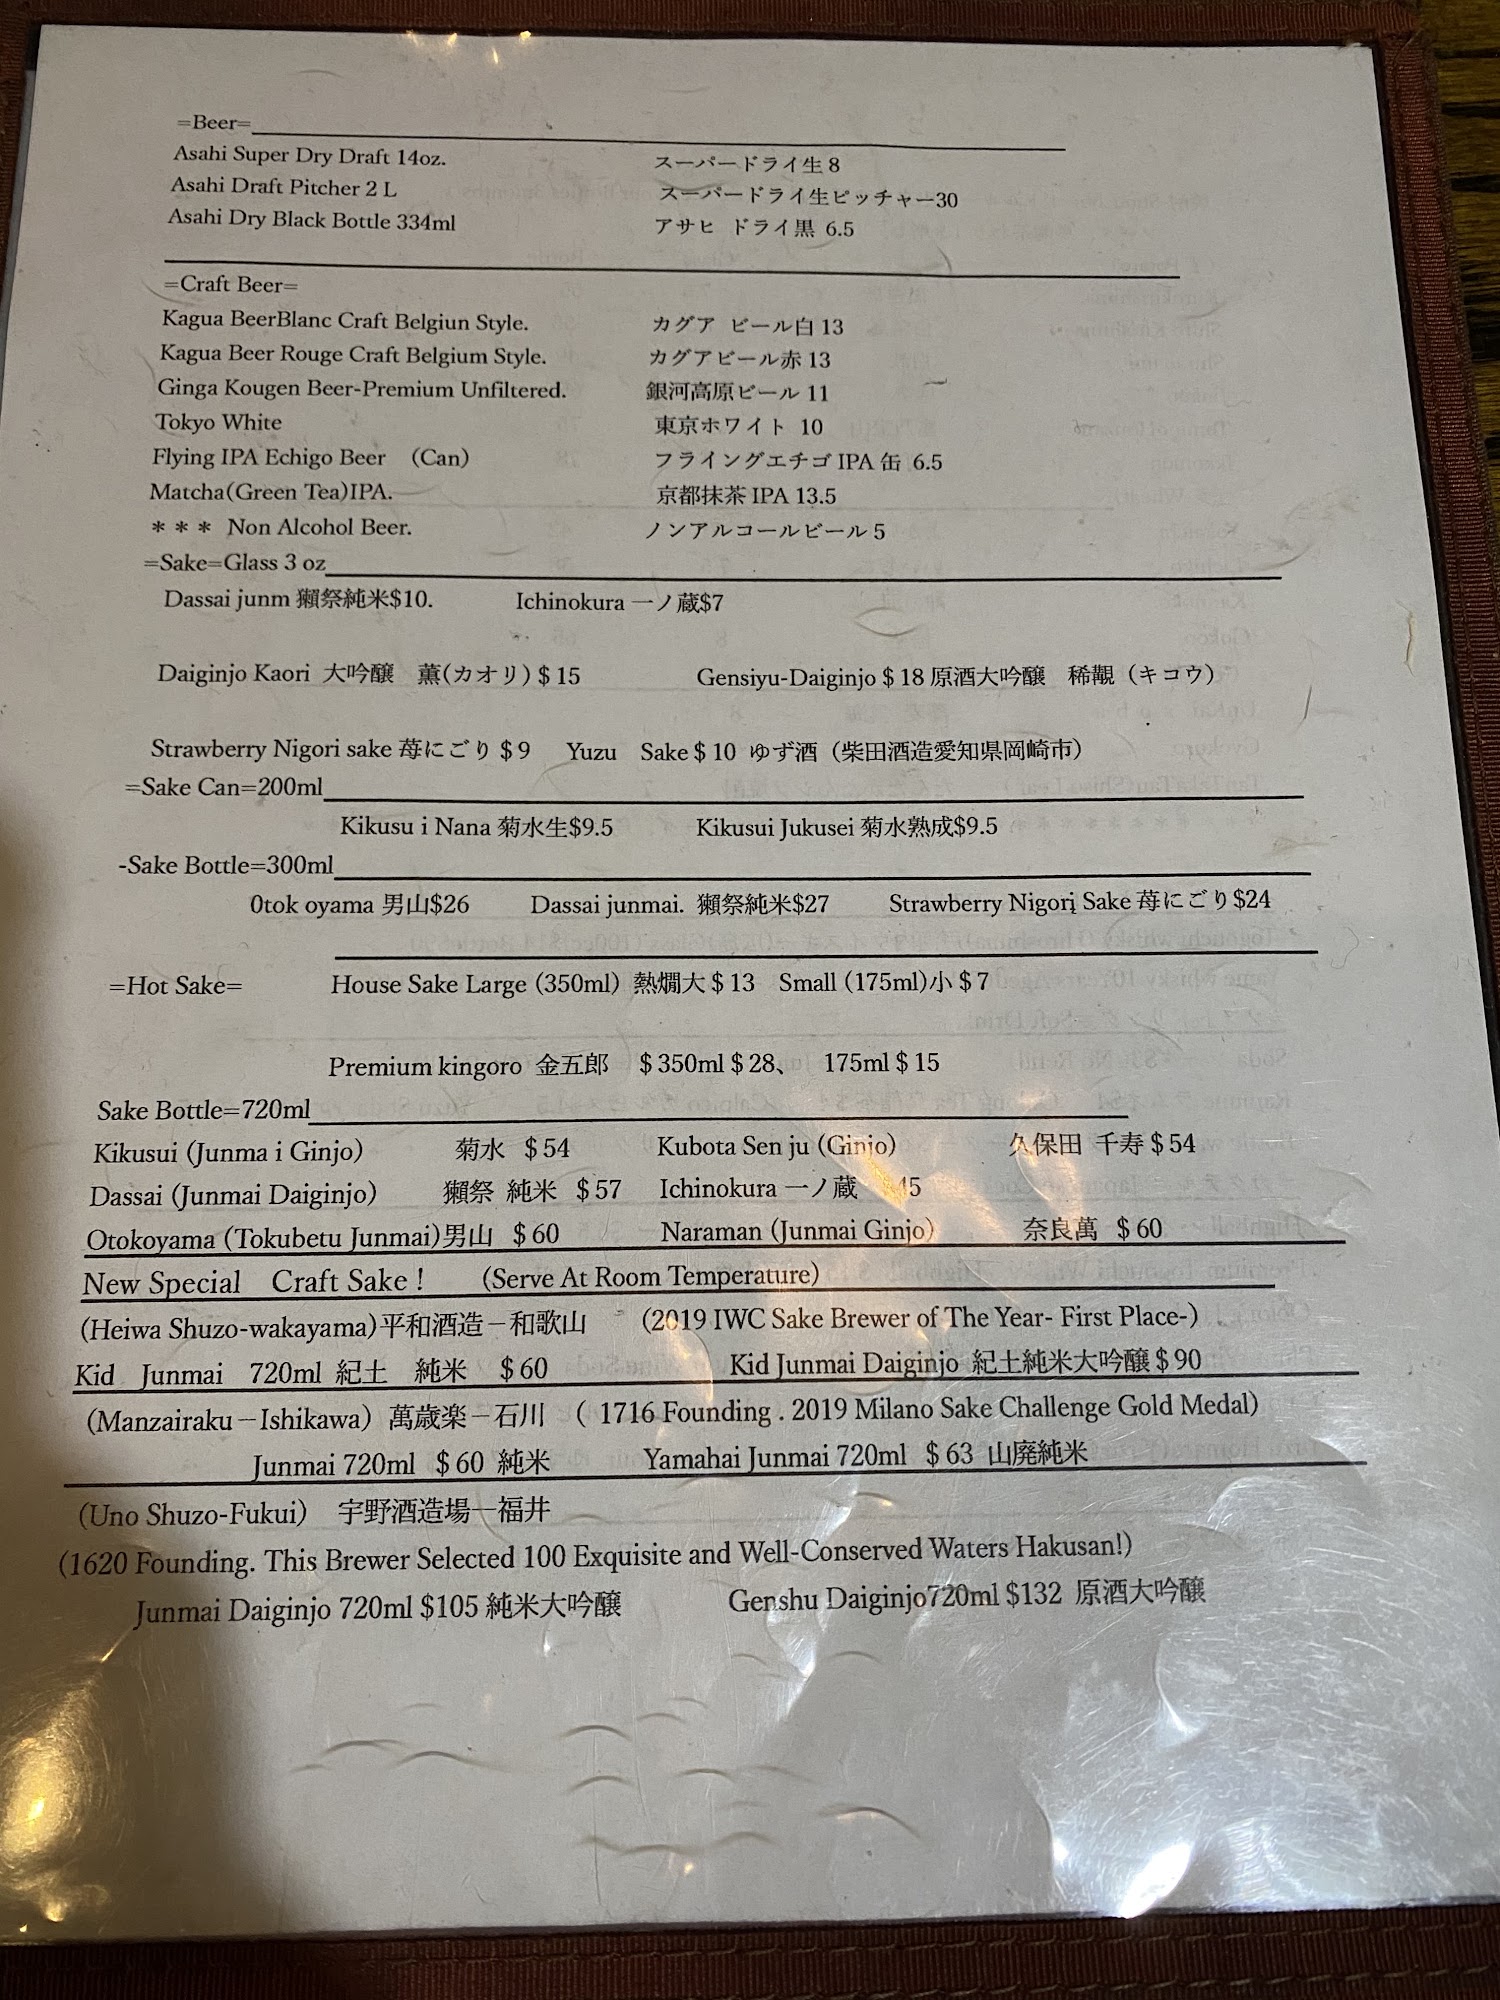 =Beer=
Asahi Super Dry Draft 14oz. スーパードライ生 8
Asahi Draft Pitcher 2 L スーパードライ生ピッチャー30
Asahi Dry Black Bottle 334ml アサヒ ドライ黒 6.5
=Craft Beer=
Kagua BeerBlanc Craft Belgiun Style. カグア ビール白 13
Kagua Beer Rouge Craft Belgium Style. カグアビール赤 13
Ginga Kougen Beer-Premium Unfiltered. 銀河高原ビール 11
Tokyo White 東京ホワイト 10
Flying IPA Echigo Beer (Can) フライングエチゴ IPA 缶 6.5
Matcha(Green Tea)IPA. 京都抹茶 IPA 13.5
＊＊＊ Non Alcohol Beer. ノンアルコールビール 5
=Sake=Glass 3 oz
Dassai junm 獺祭純米$10. Ichinokura 一ノ蔵$7
Daiginjo Kaori 大吟醸 薫(カオリ)＄15 Gensiyu-Daiginjo＄18 原酒大吟醸 稀觀（キコウ）
Strawberry Nigori sake 苺にごり＄9 Yuzu Sake＄10 ゆず酒（柴田酒造愛知県岡崎市）
=Sake Can=200ml
Kikusu i Nana 菊水生$9.5 Kikusui Jukusei 菊水熟成$9.5
-Sake Bottle=300ml
0tok oyama 男山$26 Dassai junmai. 獺祭純米$27 Strawberry Nigori Sake 苺にごり$24
=Hot Sake= House Sake Large (350ml) 熱燗大＄13 Small (175ml)小＄7
Premium kingoro 金五郎 ＄350ml＄28、 175ml＄15
Sake Bottle=720ml
Kikusui (Junma i Ginjo) 菊水 ＄54 Kubota Sen ju (Ginjo) 久保田 千寿＄54
Dassai (Junmai Daiginjo) 獺祭 純米 ＄57 Ichinokura 一ノ蔵 45
Otokoyama (Tokubetu Junmai)男山 ＄60 Naraman (Junmai Ginjo) 奈良萬 ＄60
New Special Craft Sake！ (Serve At Room Temperature)
(Heiwa Shuzo-wakayama)平和酒造－和歌山 (2019 IWC Sake Brewer of The Year- First Place-)
Kid Junmai 720ml 紀土 純米 ＄60 Kid Junmai Daiginjo 紀土純米大吟醸＄90
(Manzairaku－Ishikawa) 萬歳楽－石川 （ 1716 Founding . 2019 Milano Sake Challenge Gold Medal)
Junmai 720ml ＄60 純米 Yamahai Junmai 720ml ＄63 山廃純米
(Uno Shuzo-Fukui) 宇野酒造場—福井
(1620 Founding. This Brewer Selected 100 Exquisite and Well-Conserved Waters Hakusan!)
Junmai Daiginjo 720ml $105 純米大吟醸 Genshu Daiginjo720ml $132 原酒大吟醸